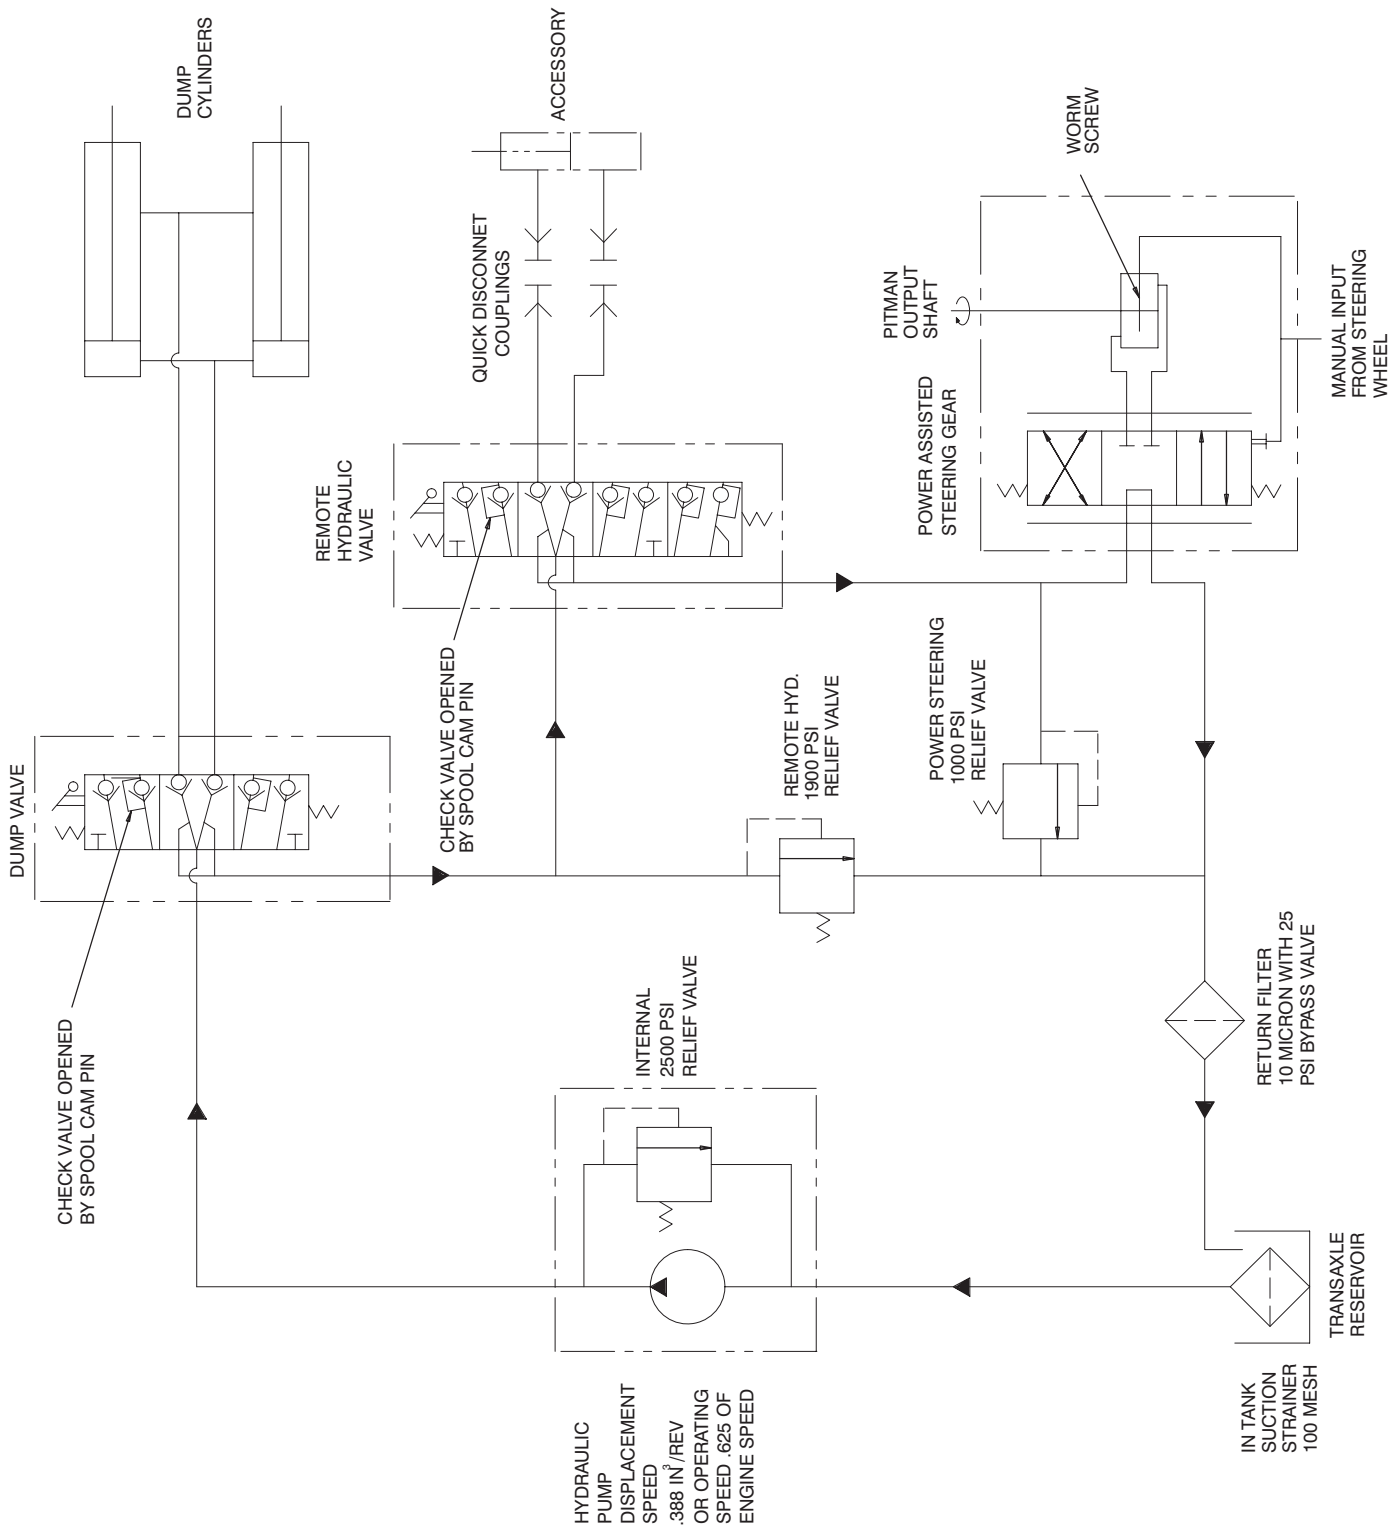 DUMP
CYLINDERS
ACCESSORY
QUICK DISCONNET
COUPLINGS
WORM
SCREW
PITMAN
OUTPUT
SHAFT
MANUAL INPUT
FROM STEERING
WHEEL
POWER ASSISTED
STEERING GEAR
REMOTE
HYDRAULIC
VALVE
DUMP VALVE
CHECK VALVE OPENED
BY SPOOL CAM PIN
CHECK VALVE OPENED
BY SPOOL CAM PIN
REMOTE HYD.
1900 PSI
RELIEF VALVE
POWER STEERING
1000 PSI
RELIEF VALVE
INTERNAL
2500 PSI
RELIEF VALVE
RETURN FILTER
10 MICRON WITH 25
PSI BYPASS VALVE
HYDRAULIC
PUMP
DISPLACEMENT
SPEED
.388 IN³/REV
OR OPERATING
SPEED .625 OF
ENGINE SPEED
IN TANK
SUCTION
STRAINER
100 MESH
TRANSAXLE
RESERVOIR